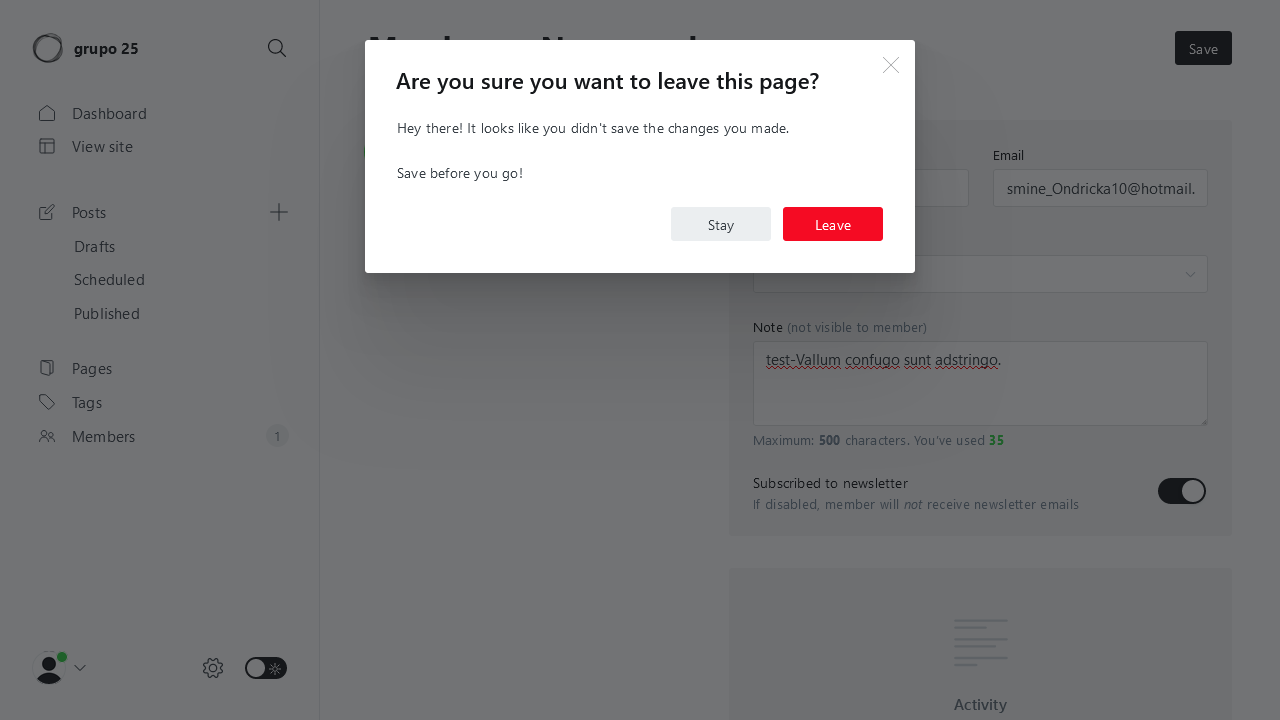 grupo 25
Save
Dashboard
View site
Posts
Drafts
Scheduled
Published
Pages
Tags
Members
1
Are you sure you want to leave this page?
Hey there! It looks like you didn't save the changes you made.
Save before you go!
Stay
Leave
Email
smine_Ondricka10@hotmail.
Note (not visible to member)
test-Vallum confugo sunt adstringo.
Maximum: 500 characters. You've used 35
Subscribed to newsletter
If disabled, member will not receive newsletter emails
Activity